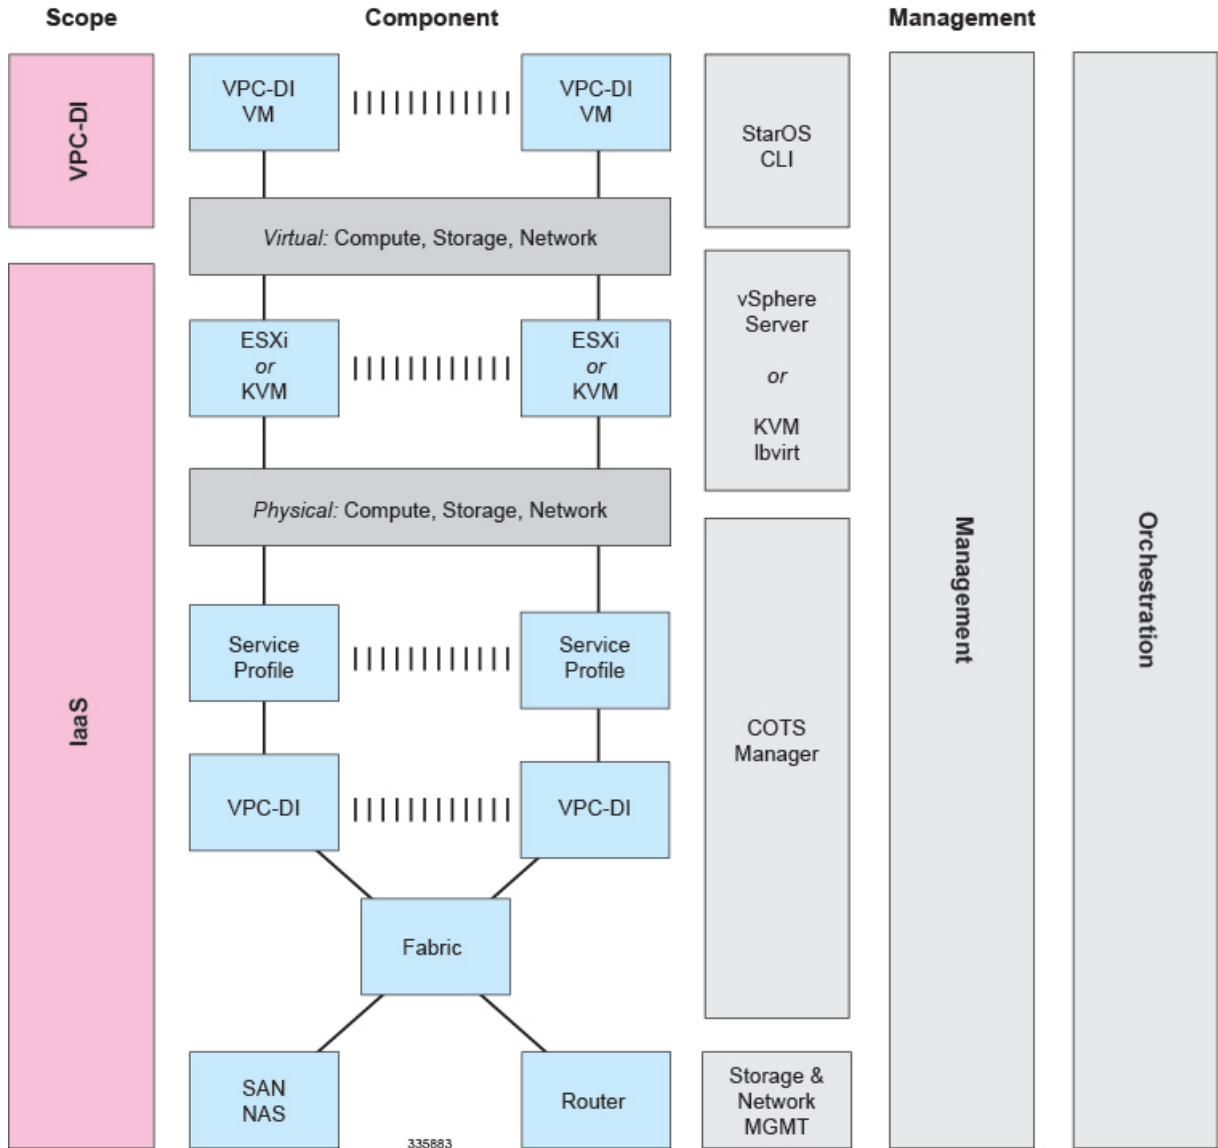 Scope
Component
Management
VPC-DI
VPC-DI
VM
VPC-DI
VM
StarOS
CLI
Virtual: Compute, Storage, Network
ESXi
or
KVM
ESXi
or
KVM
vSphere
Server
or
KVM
lbvirt
Physical: Compute, Storage, Network
Management
Orchestration
IaaS
Service
Profile
Service
Profile
COTS
Manager
VPC-DI
VPC-DI
Fabric
SAN
NAS
Router
Storage &
Network
MGMT
335883